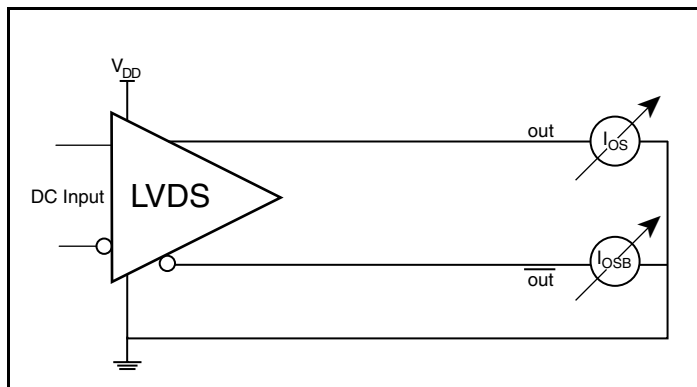 VDD
out
IOS
DC Input
LVDS
IOSB
out